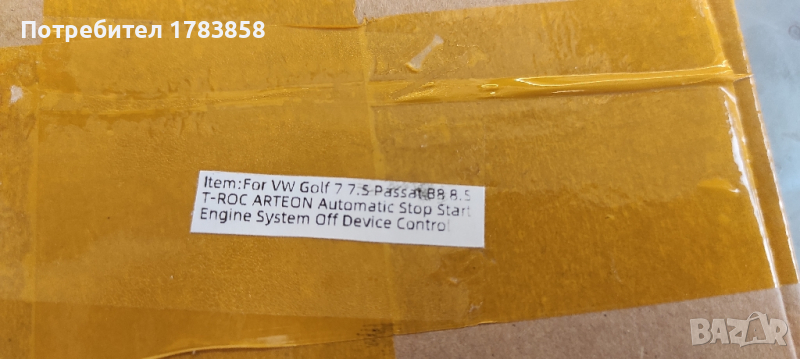 Потребител 1783858
Item:For VW Golf 7 7.5 Passat B8 8.5
T-ROC ARTEON Automatic Stop Start
Engine System Off Device Control
BAZAR